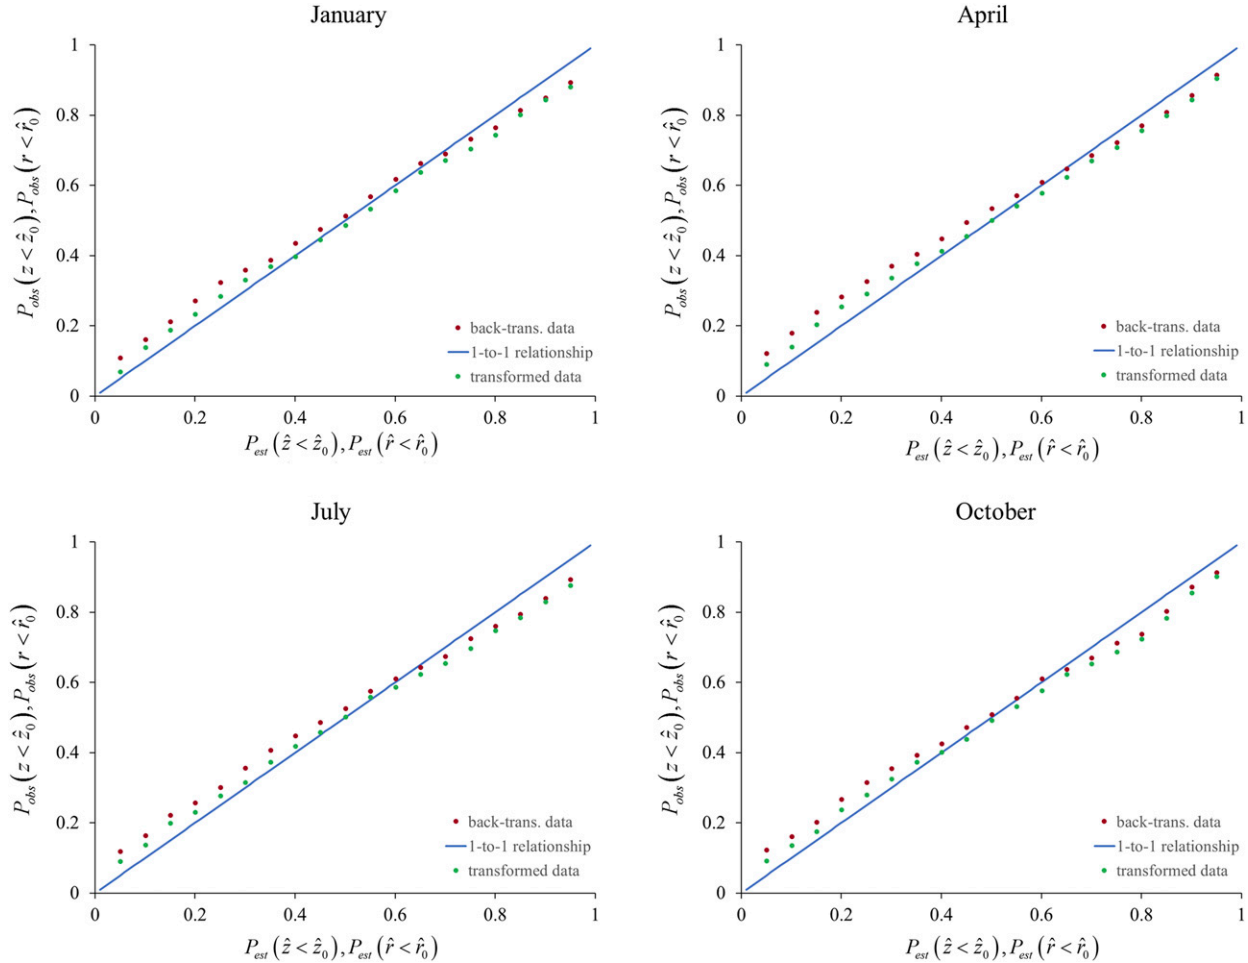 January
1
0.8
0.6
0.4
0.2
0
0 0.2 0.4 0.6 0.8 1
P_obs(z < ẑ_0), P_obs(r < r̂_0)
P_est(ẑ < ẑ_0), P_est(r̂ < r̂_0)
back-trans. data
1-to-1 relationship
transformed data
April
1
0.8
0.6
0.4
0.2
0
0 0.2 0.4 0.6 0.8 1
P_obs(z < ẑ_0), P_obs(r < r̂_0)
P_est(ẑ < ẑ_0), P_est(r̂ < r̂_0)
back-trans. data
1-to-1 relationship
transformed data
July
1
0.8
0.6
0.4
0.2
0
0 0.2 0.4 0.6 0.8 1
P_obs(z < ẑ_0), P_obs(r < r̂_0)
P_est(ẑ < ẑ_0), P_est(r̂ < r̂_0)
back-trans. data
1-to-1 relationship
transformed data
October
1
0.8
0.6
0.4
0.2
0
0 0.2 0.4 0.6 0.8 1
P_obs(z < ẑ_0), P_obs(r < r̂_0)
P_est(ẑ < ẑ_0), P_est(r̂ < r̂_0)
back-trans. data
1-to-1 relationship
transformed data